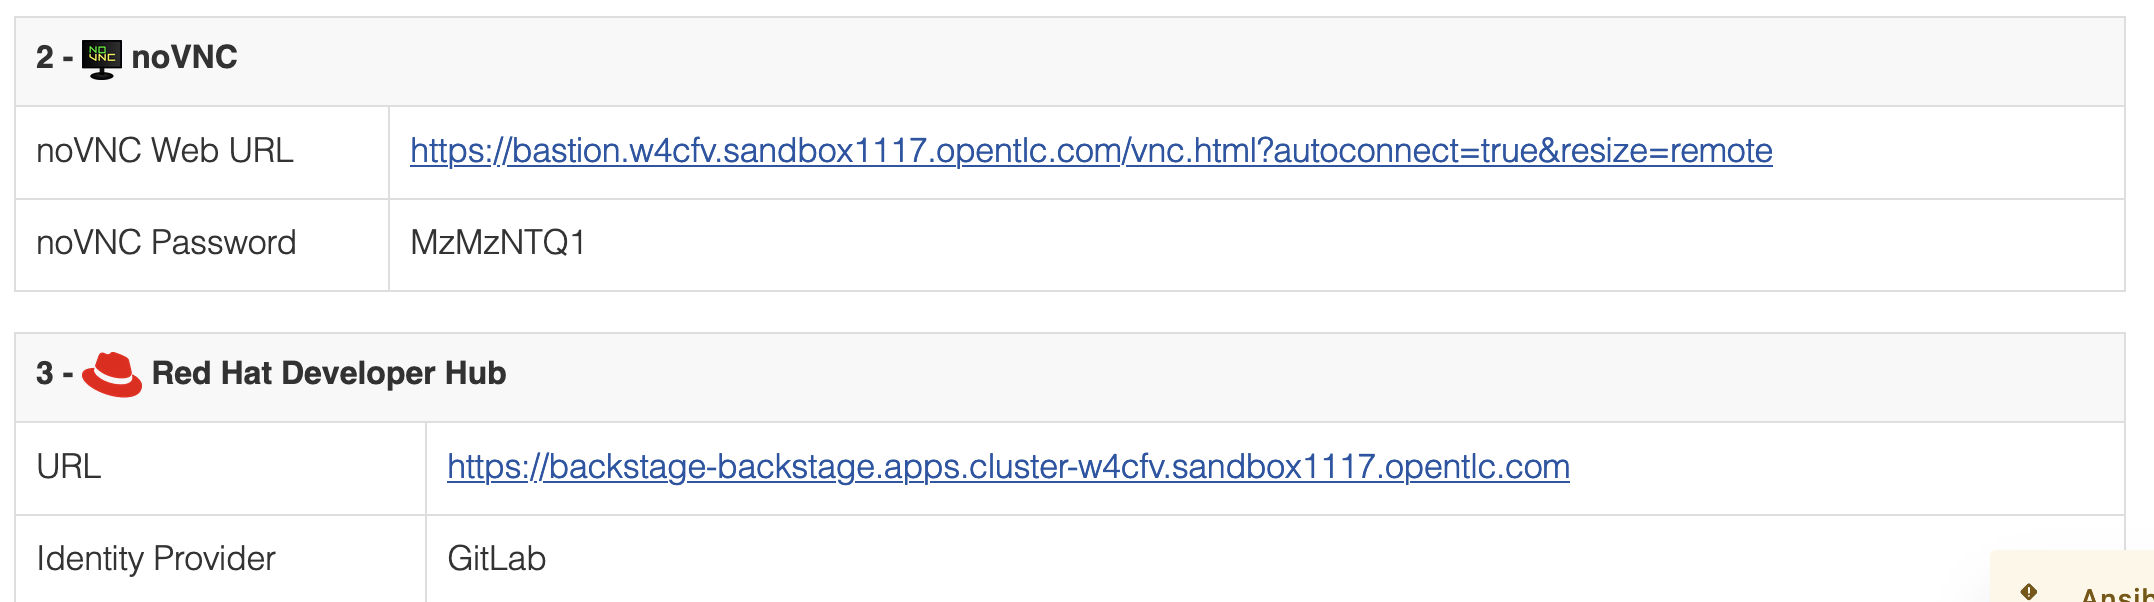 2 - NO VNC noVNC
noVNC Web URL https://bastion.w4cfv.sandbox1117.opentlc.com/vnc.html?autoconnect=true&resize=remote
noVNC Password MzMzNTQ1
3 - Red Hat Developer Hub
URL https://backstage-backstage.apps.cluster-w4cfv.sandbox1117.opentlc.com
Identity Provider GitLab